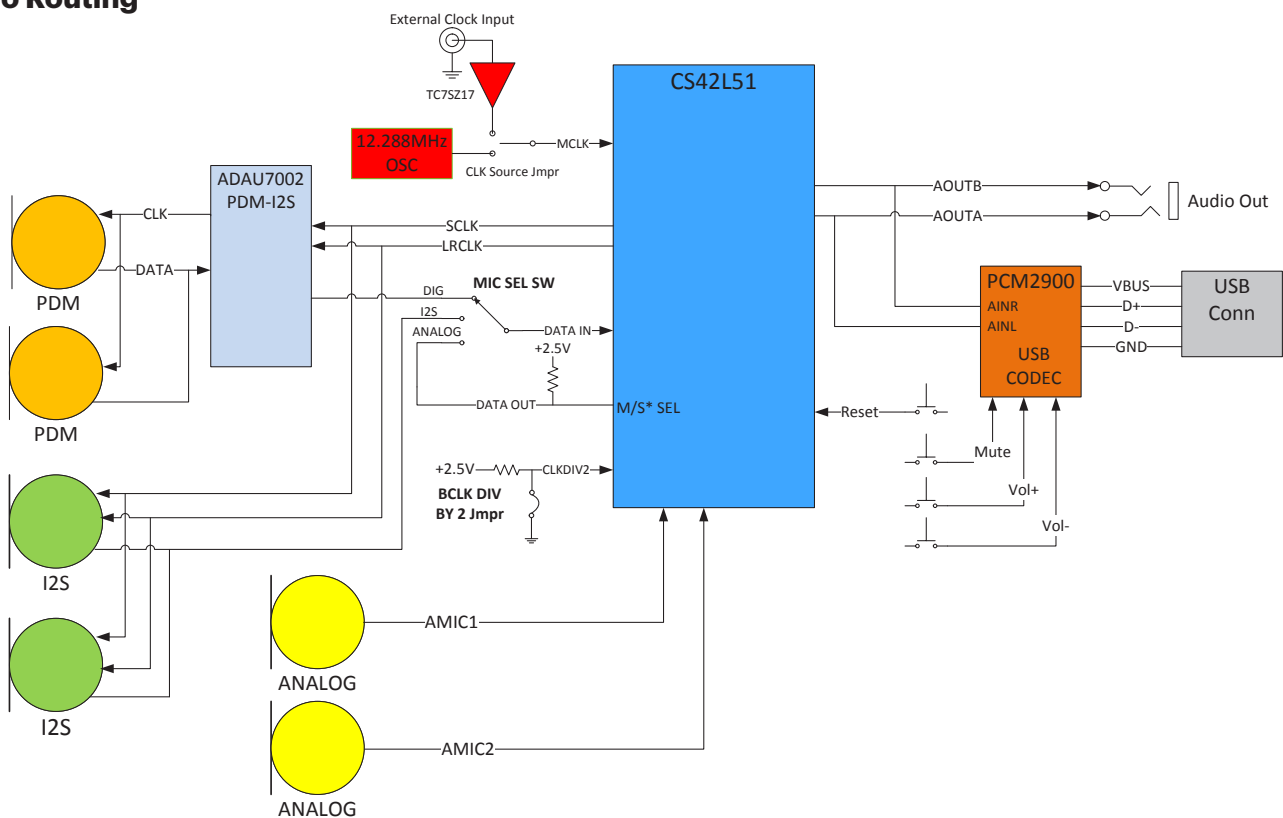 o Routing
External Clock Input
TC7SZ17
12.288MHz
OSC
MCLK
CLK Source Jmpr
CS42L51
ADAU7002
PDM-I2S
CLK
DATA
PDM
PDM
SCLK
LRCLK
MIC SEL SW
DIG
I2S
ANALOG
DATA IN
+2.5V
DATA OUT
M/S* SEL
+2.5V
CLKDIV2
BCLK DIV
BY 2 Jmpr
AOUTB
AOUTA
Audio Out
PCM2900
AINR
AINL
USB
CODEC
VBUS
D+
D-
GND
USB
Conn
Reset
Mute
Vol+
Vol-
I2S
I2S
AMIC1
ANALOG
AMIC2
ANALOG